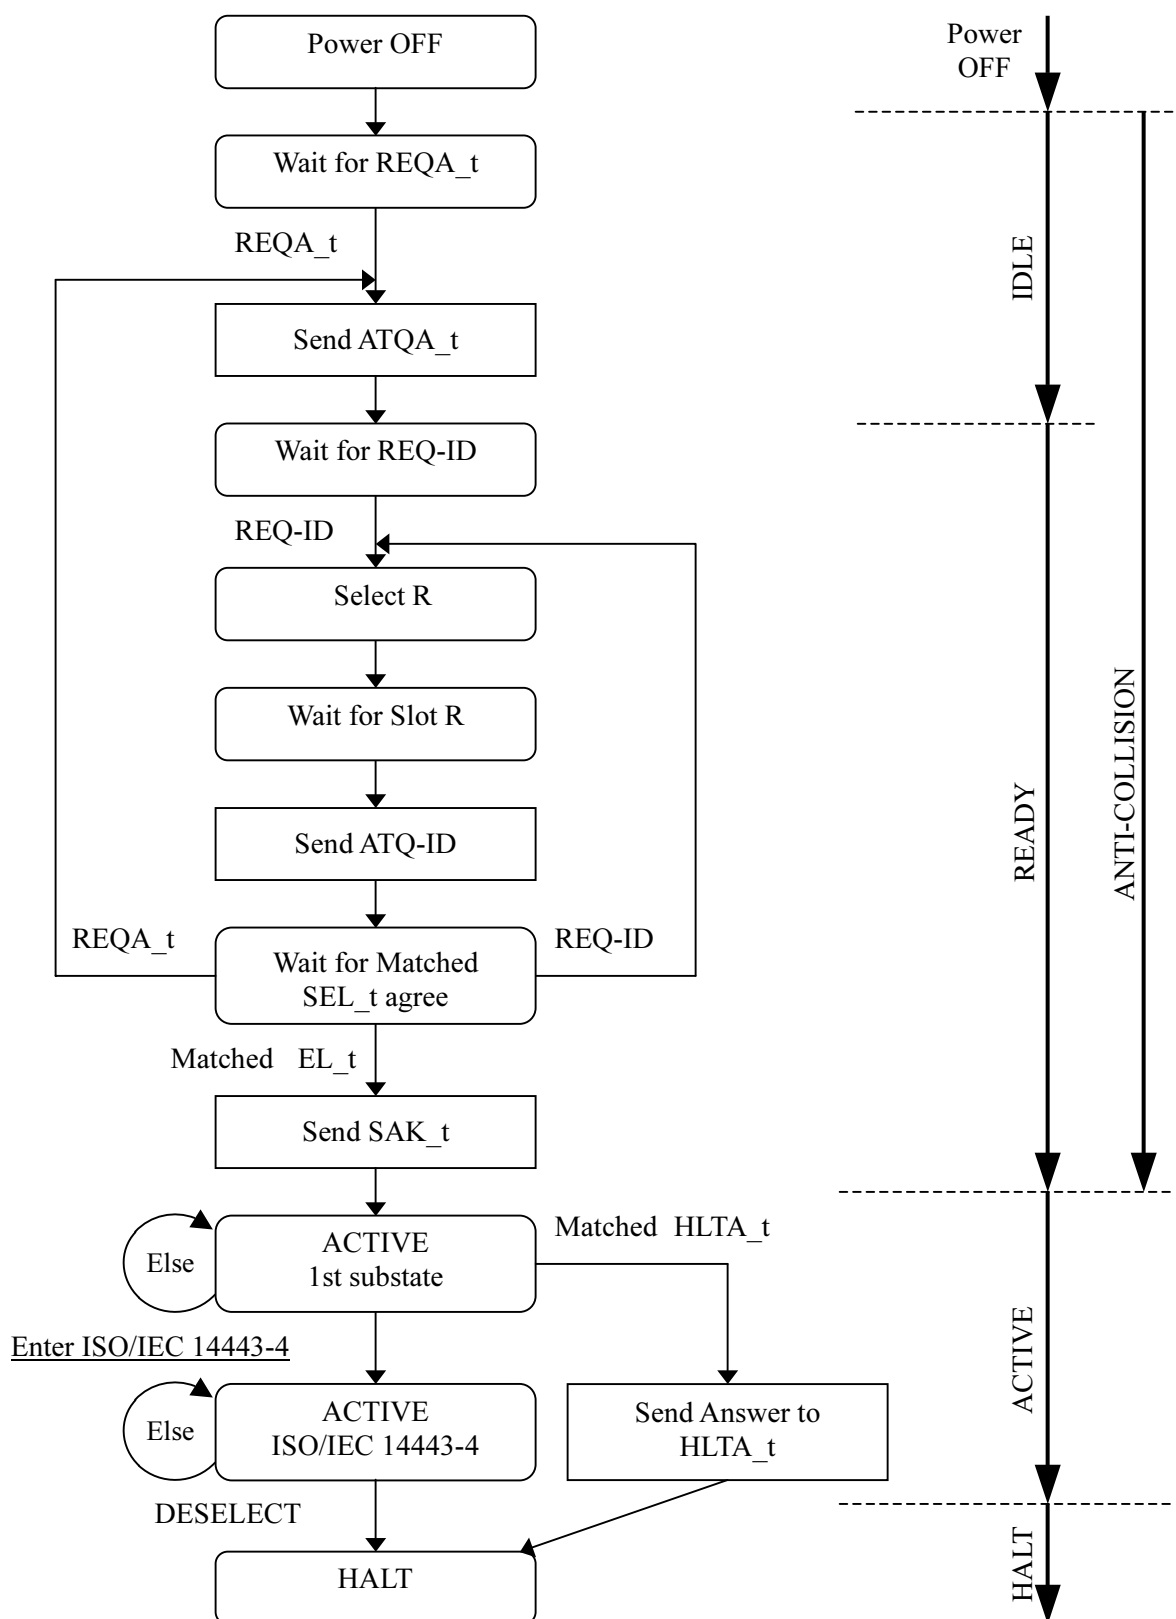 Power OFF
Power
OFF
Wait for REQA_t
REQA_t
IDLE
Send ATQA_t
Wait for REQ-ID
REQ-ID
Select R
Wait for Slot R
Send ATQ-ID
READY
ANTI-COLLISION
REQA_t
REQ-ID
Wait for Matched
SEL_t agree
Matched EL_t
Send SAK_t
Else
ACTIVE
1st substate
Matched HLTA_t
Enter ISO/IEC 14443-4
ACTIVE
Else
ACTIVE
ISO/IEC 14443-4
Send Answer to
HLTA_t
DESELECT
HALT
HALT